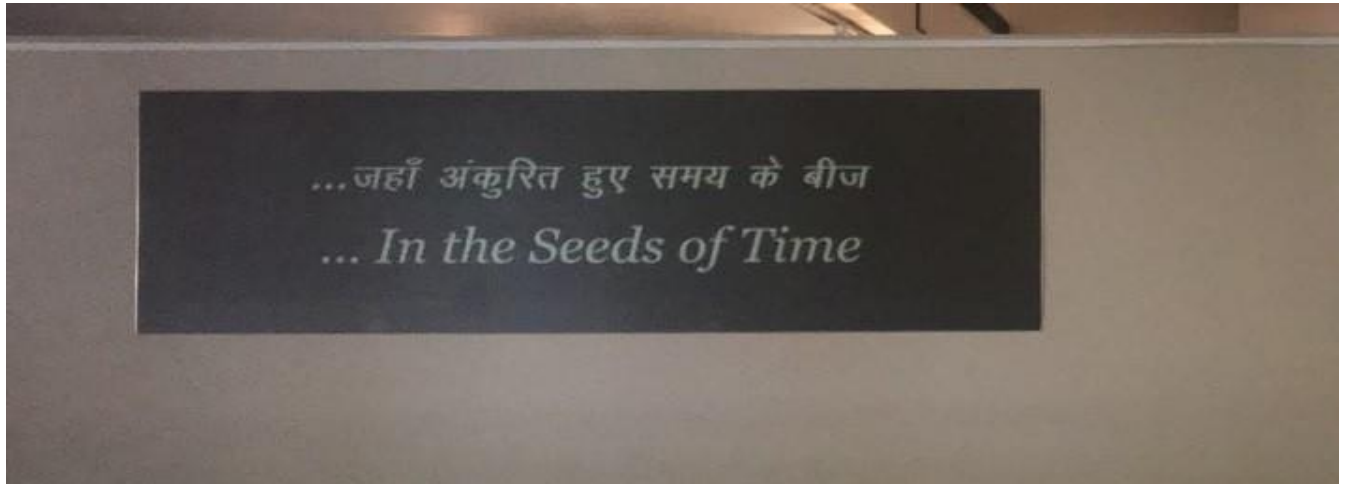 ...जहाँ अंकुरित हुए समय के बीज
... In the Seeds of Time